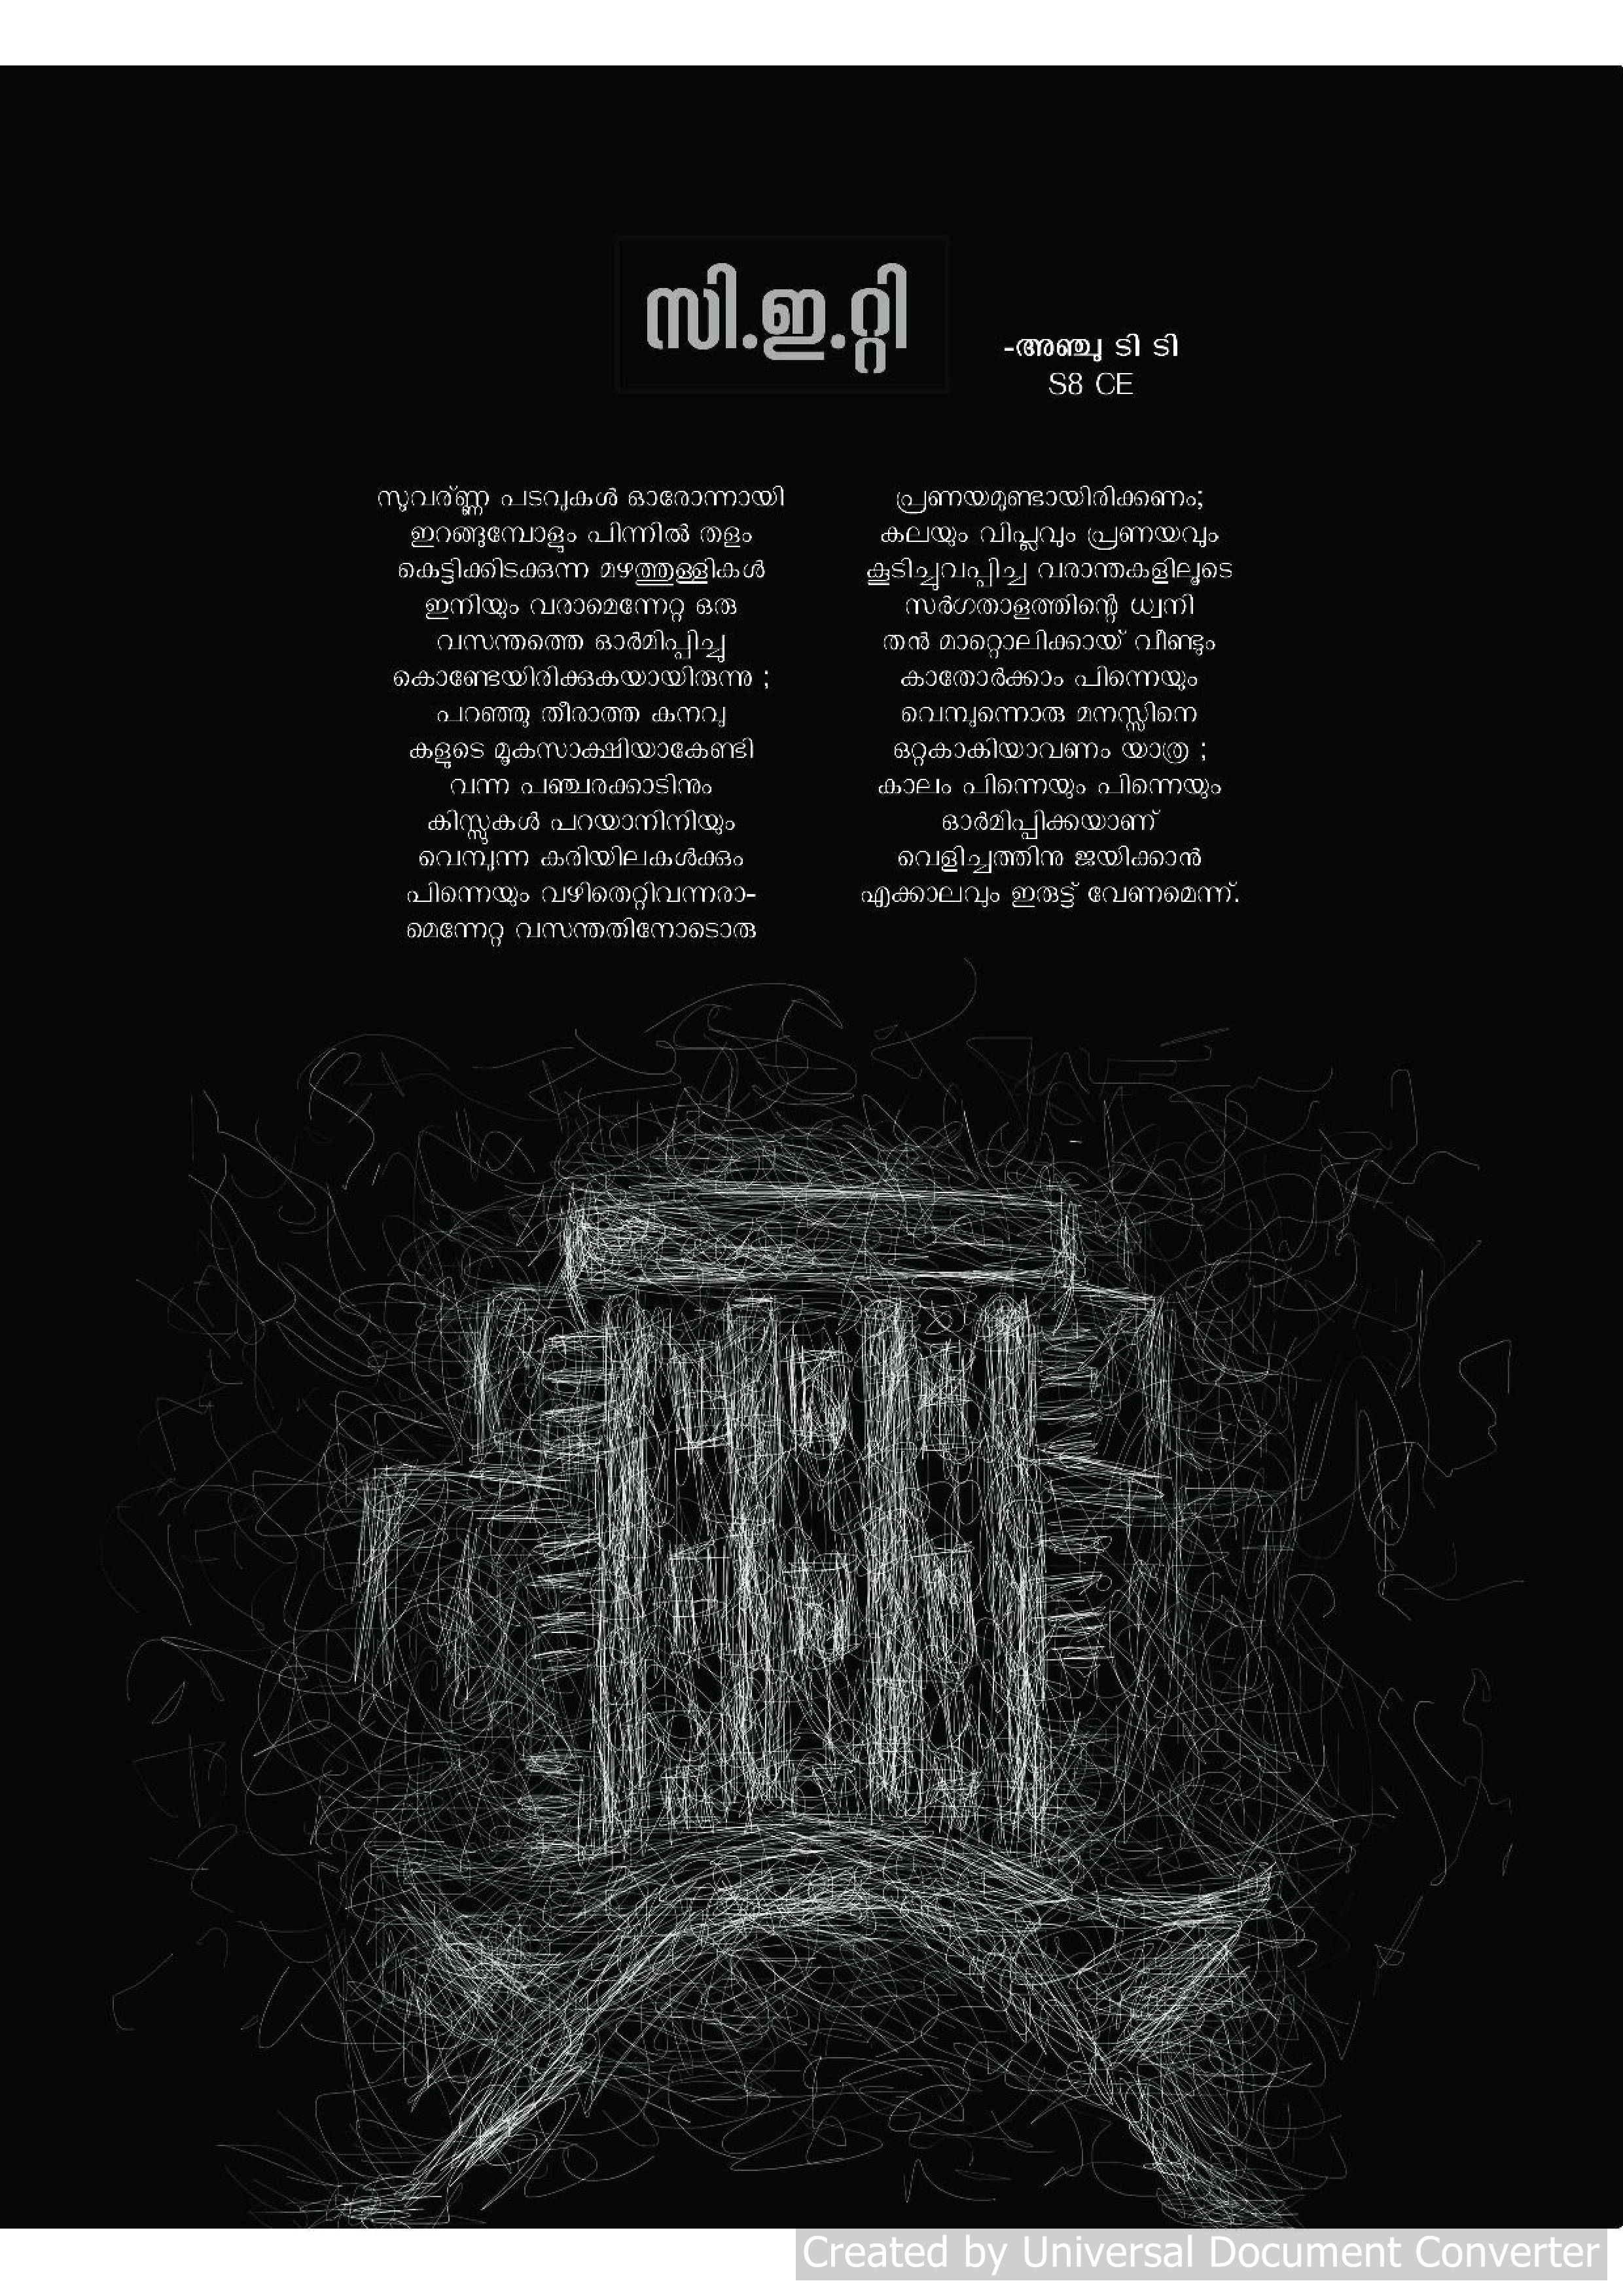 സി.ഇ.റ്റി
-അഞ്ചു ടി ടി
S8 CE
സുവര്ണ്ണ പടവുകൾ ഓരോന്നായി
ഇറങ്ങുമ്പോളും പിന്നിൽ തളം
കെട്ടിക്കിടക്കുന്ന മഴത്തുള്ളികൾ
ഇനിയും വരാമെന്നേറ്റ ഒരു
വസന്തത്തെ ഓർമിപ്പിച്ചു
കൊണ്ടേയിരിക്കുകയായിരുന്നു ;
പറഞ്ഞു തീരാത്ത കനവു
കളുടെ മൂകസാക്ഷിയാകേണ്ടി
വന്ന പഞ്ചരക്കാടിനും
കിസ്സുകൾ പറയാനിനിയും
വെമ്പുന്ന കരിയിലകൾക്കും
പിന്നെയും വഴിതെറ്റിവന്നരാ-
മെന്നേറ്റ വസന്തതിനോടൊരു
പ്രണയമുണ്ടായിരിക്കണം;
കലയും വിപ്ലവും പ്രണയവും
കൂടിച്ചുവപ്പിച്ച വരാന്തകളിലൂടെ
സർഗതാളത്തിന്റെ ധ്വനി
തൻ മാറ്റൊലിക്കായ് വീണ്ടും
കാതോർക്കാം പിന്നെയും
വെമ്പുന്നൊരു മനസ്സിനെ
ഒറ്റകാകിയാവണം യാത്ര ;
കാലം പിന്നെയും പിന്നെയും
ഓർമിപ്പിക്കയാണ്
വെളിച്ചത്തിനു ജയിക്കാൻ
എക്കാലവും ഇരുട്ട് വേണമെന്ന്.
Created by Universal Document Converter